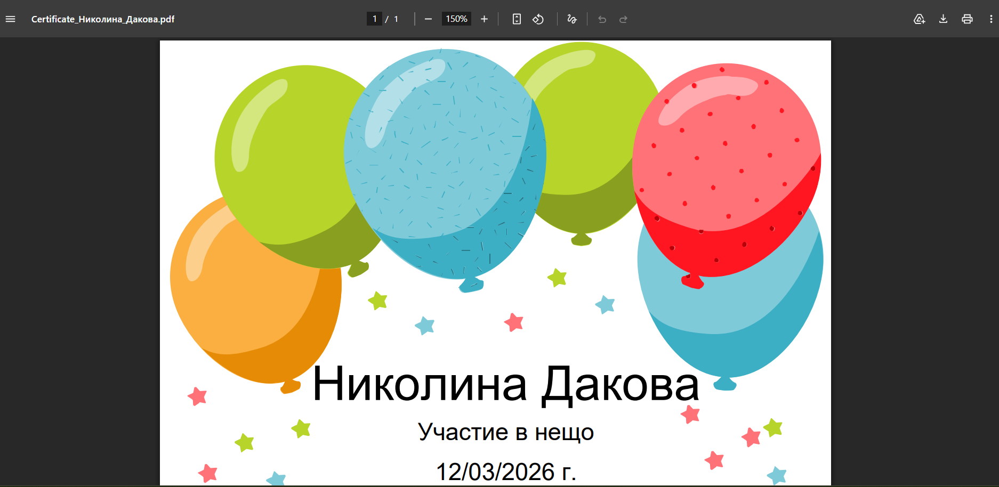 Certificate_Николина_Дакова.pdf
1 / 1
150%
Николина Дакова
Участие в нещо
12/03/2026 г.